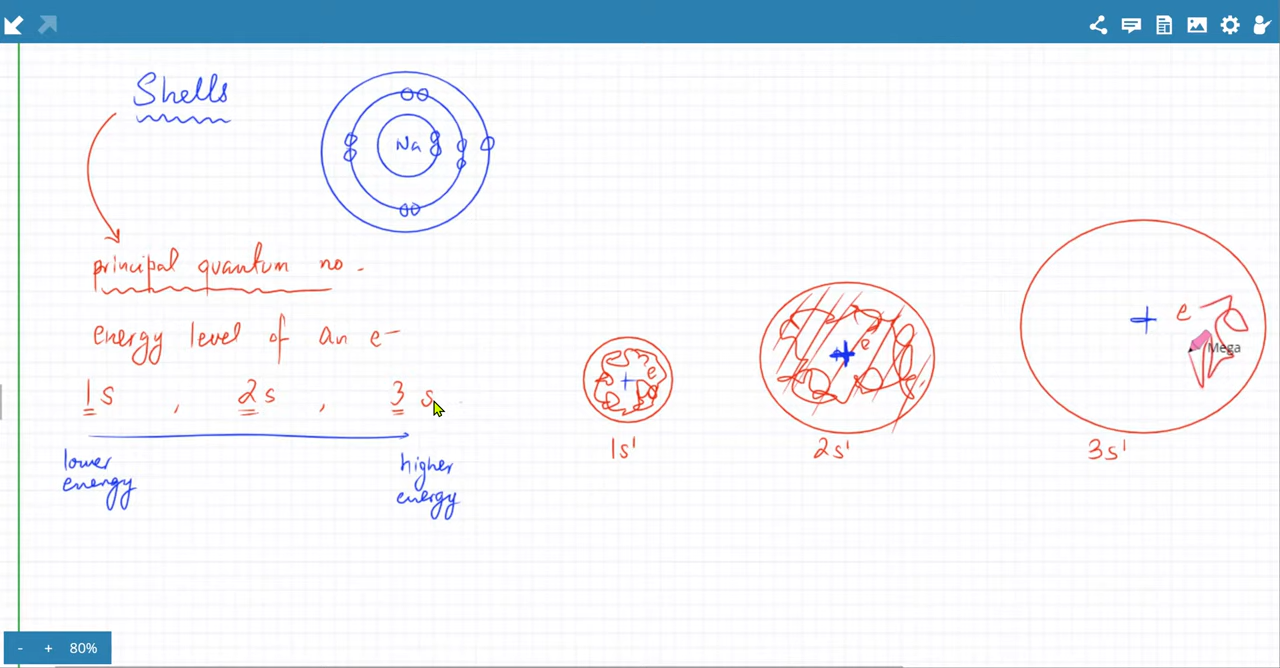 Shells
Na
principal quantum no.
energy level of an e-
1s , 2s , 3s
lower
energy
higher
energy
e
1s¹
e
2s¹
e
Mega
3s¹
- + 80%